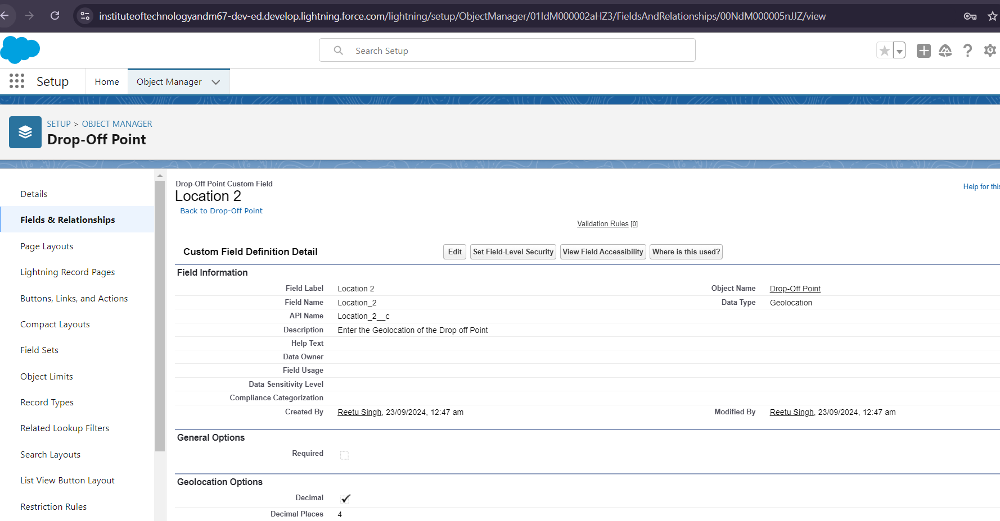 instituteoftechnologyandm67-dev-ed.develop.lightning.force.com/lightning/setup/ObjectManager/01IdM000002aHZ3/FieldsAndRelationships/00NdM000005nJJZ/view
Search Setup
Setup
Home
Object Manager
SETUP > OBJECT MANAGER
Drop-Off Point
Details
Fields & Relationships
Page Layouts
Lightning Record Pages
Buttons, Links, and Actions
Compact Layouts
Field Sets
Object Limits
Record Types
Related Lookup Filters
Search Layouts
List View Button Layout
Restriction Rules
Drop-Off Point Custom Field
Location 2
Help for this
Back to Drop-Off Point
Validation Rules [0]
Custom Field Definition Detail
Edit
Set Field-Level Security
View Field Accessibility
Where is this used?
Field Information
Field Label Location 2 Object Name Drop-Off Point
Field Name Location_2 Data Type Geolocation
API Name Location_2__c
Description Enter the Geolocation of the Drop off Point
Help Text
Data Owner
Field Usage
Data Sensitivity Level
Compliance Categorization
Created By Reetu Singh, 23/09/2024, 12:47 am Modified By Reetu Singh, 23/09/2024, 12:47 am
General Options
Required
Geolocation Options
Decimal
Decimal Places 4